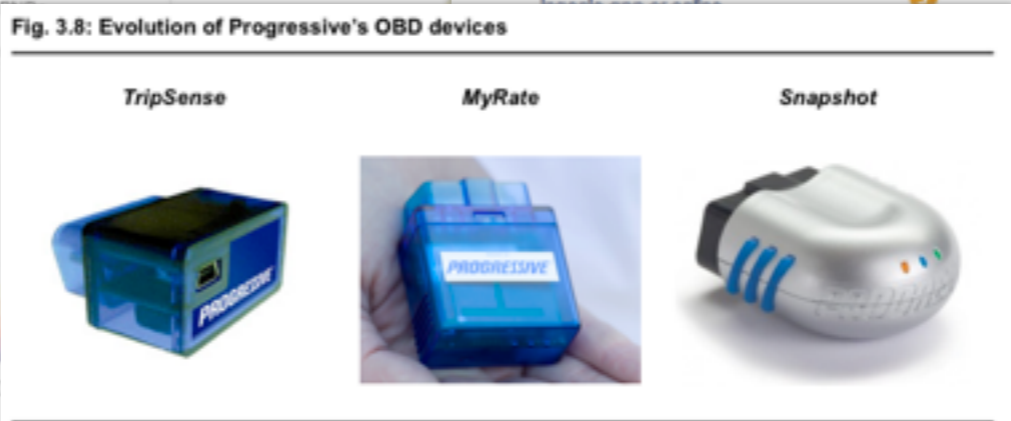 Fig. 3.8: Evolution of Progressive's OBD devices
TripSense
MyRate
Snapshot
PROGRESSIVE
PROGRESSIVE